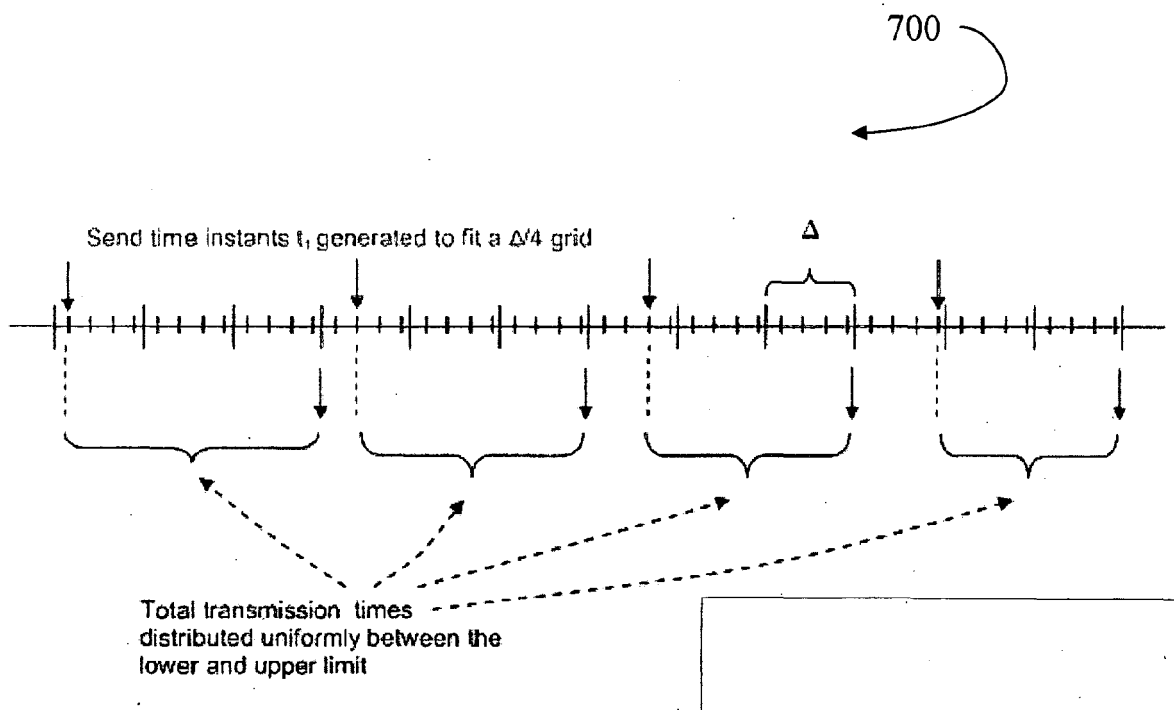 700
Send time instants t₁ generated to fit a Δ/4 grid
Δ
Total transmission times
distributed uniformly between the
lower and upper limit